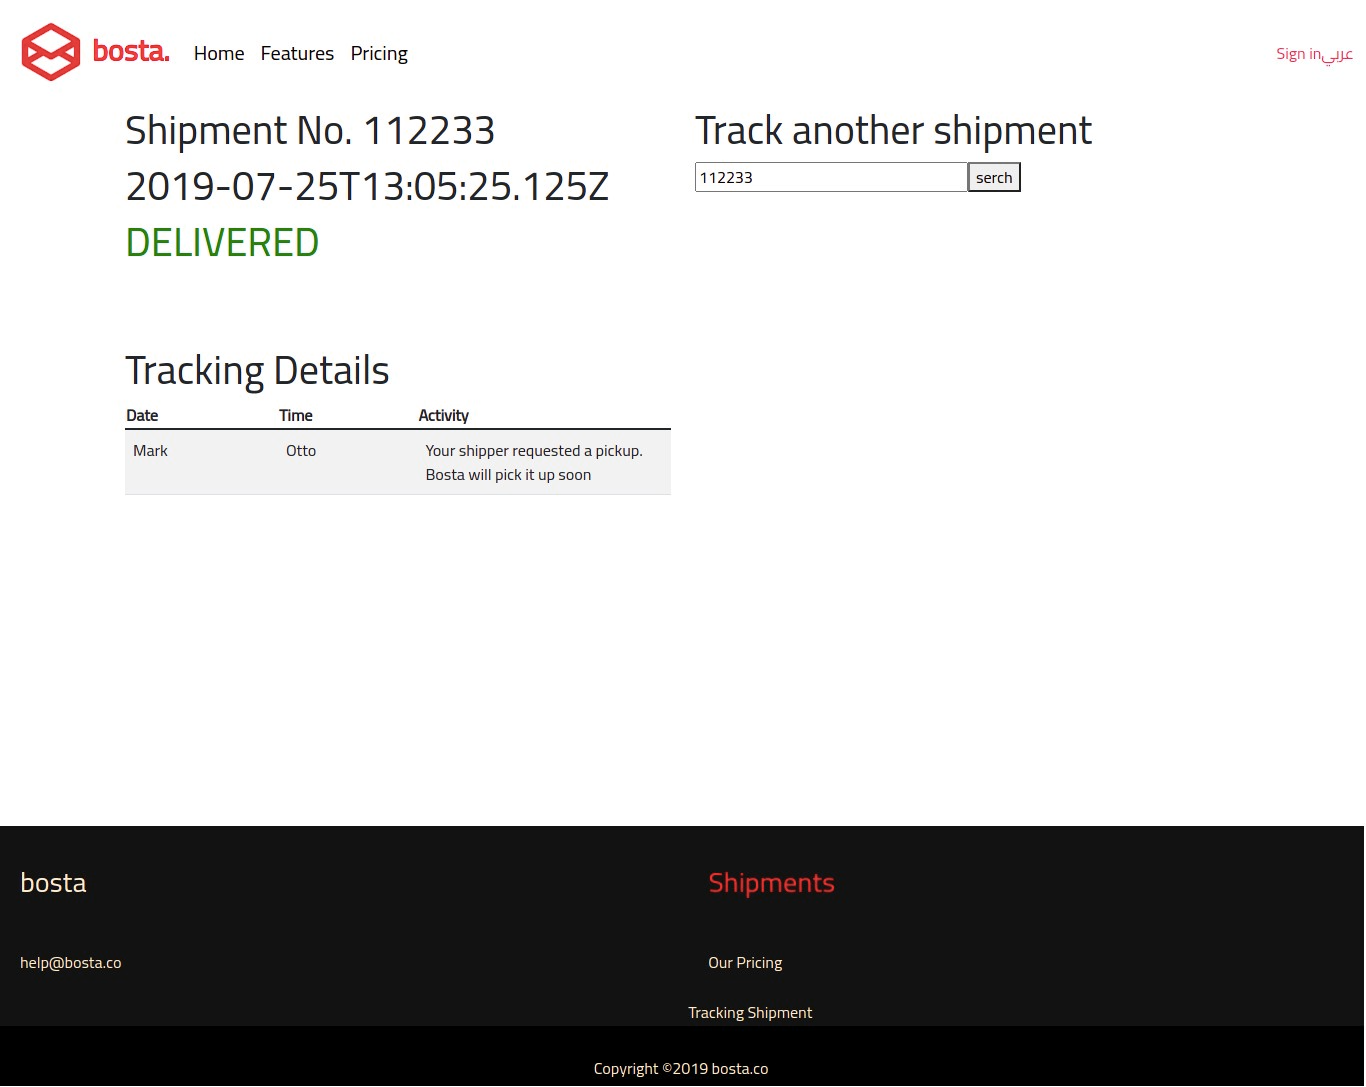 bosta. Home Features Pricing Sign in عربي
Shipment No. 112233
2019-07-25T13:05:25.125Z
DELIVERED
Track another shipment
112233 serch
Tracking Details
Date Time Activity
Mark Otto Your shipper requested a pickup.
Bosta will pick it up soon
bosta
help@bosta.co
Shipments
Our Pricing
Tracking Shipment
Copyright ©2019 bosta.co